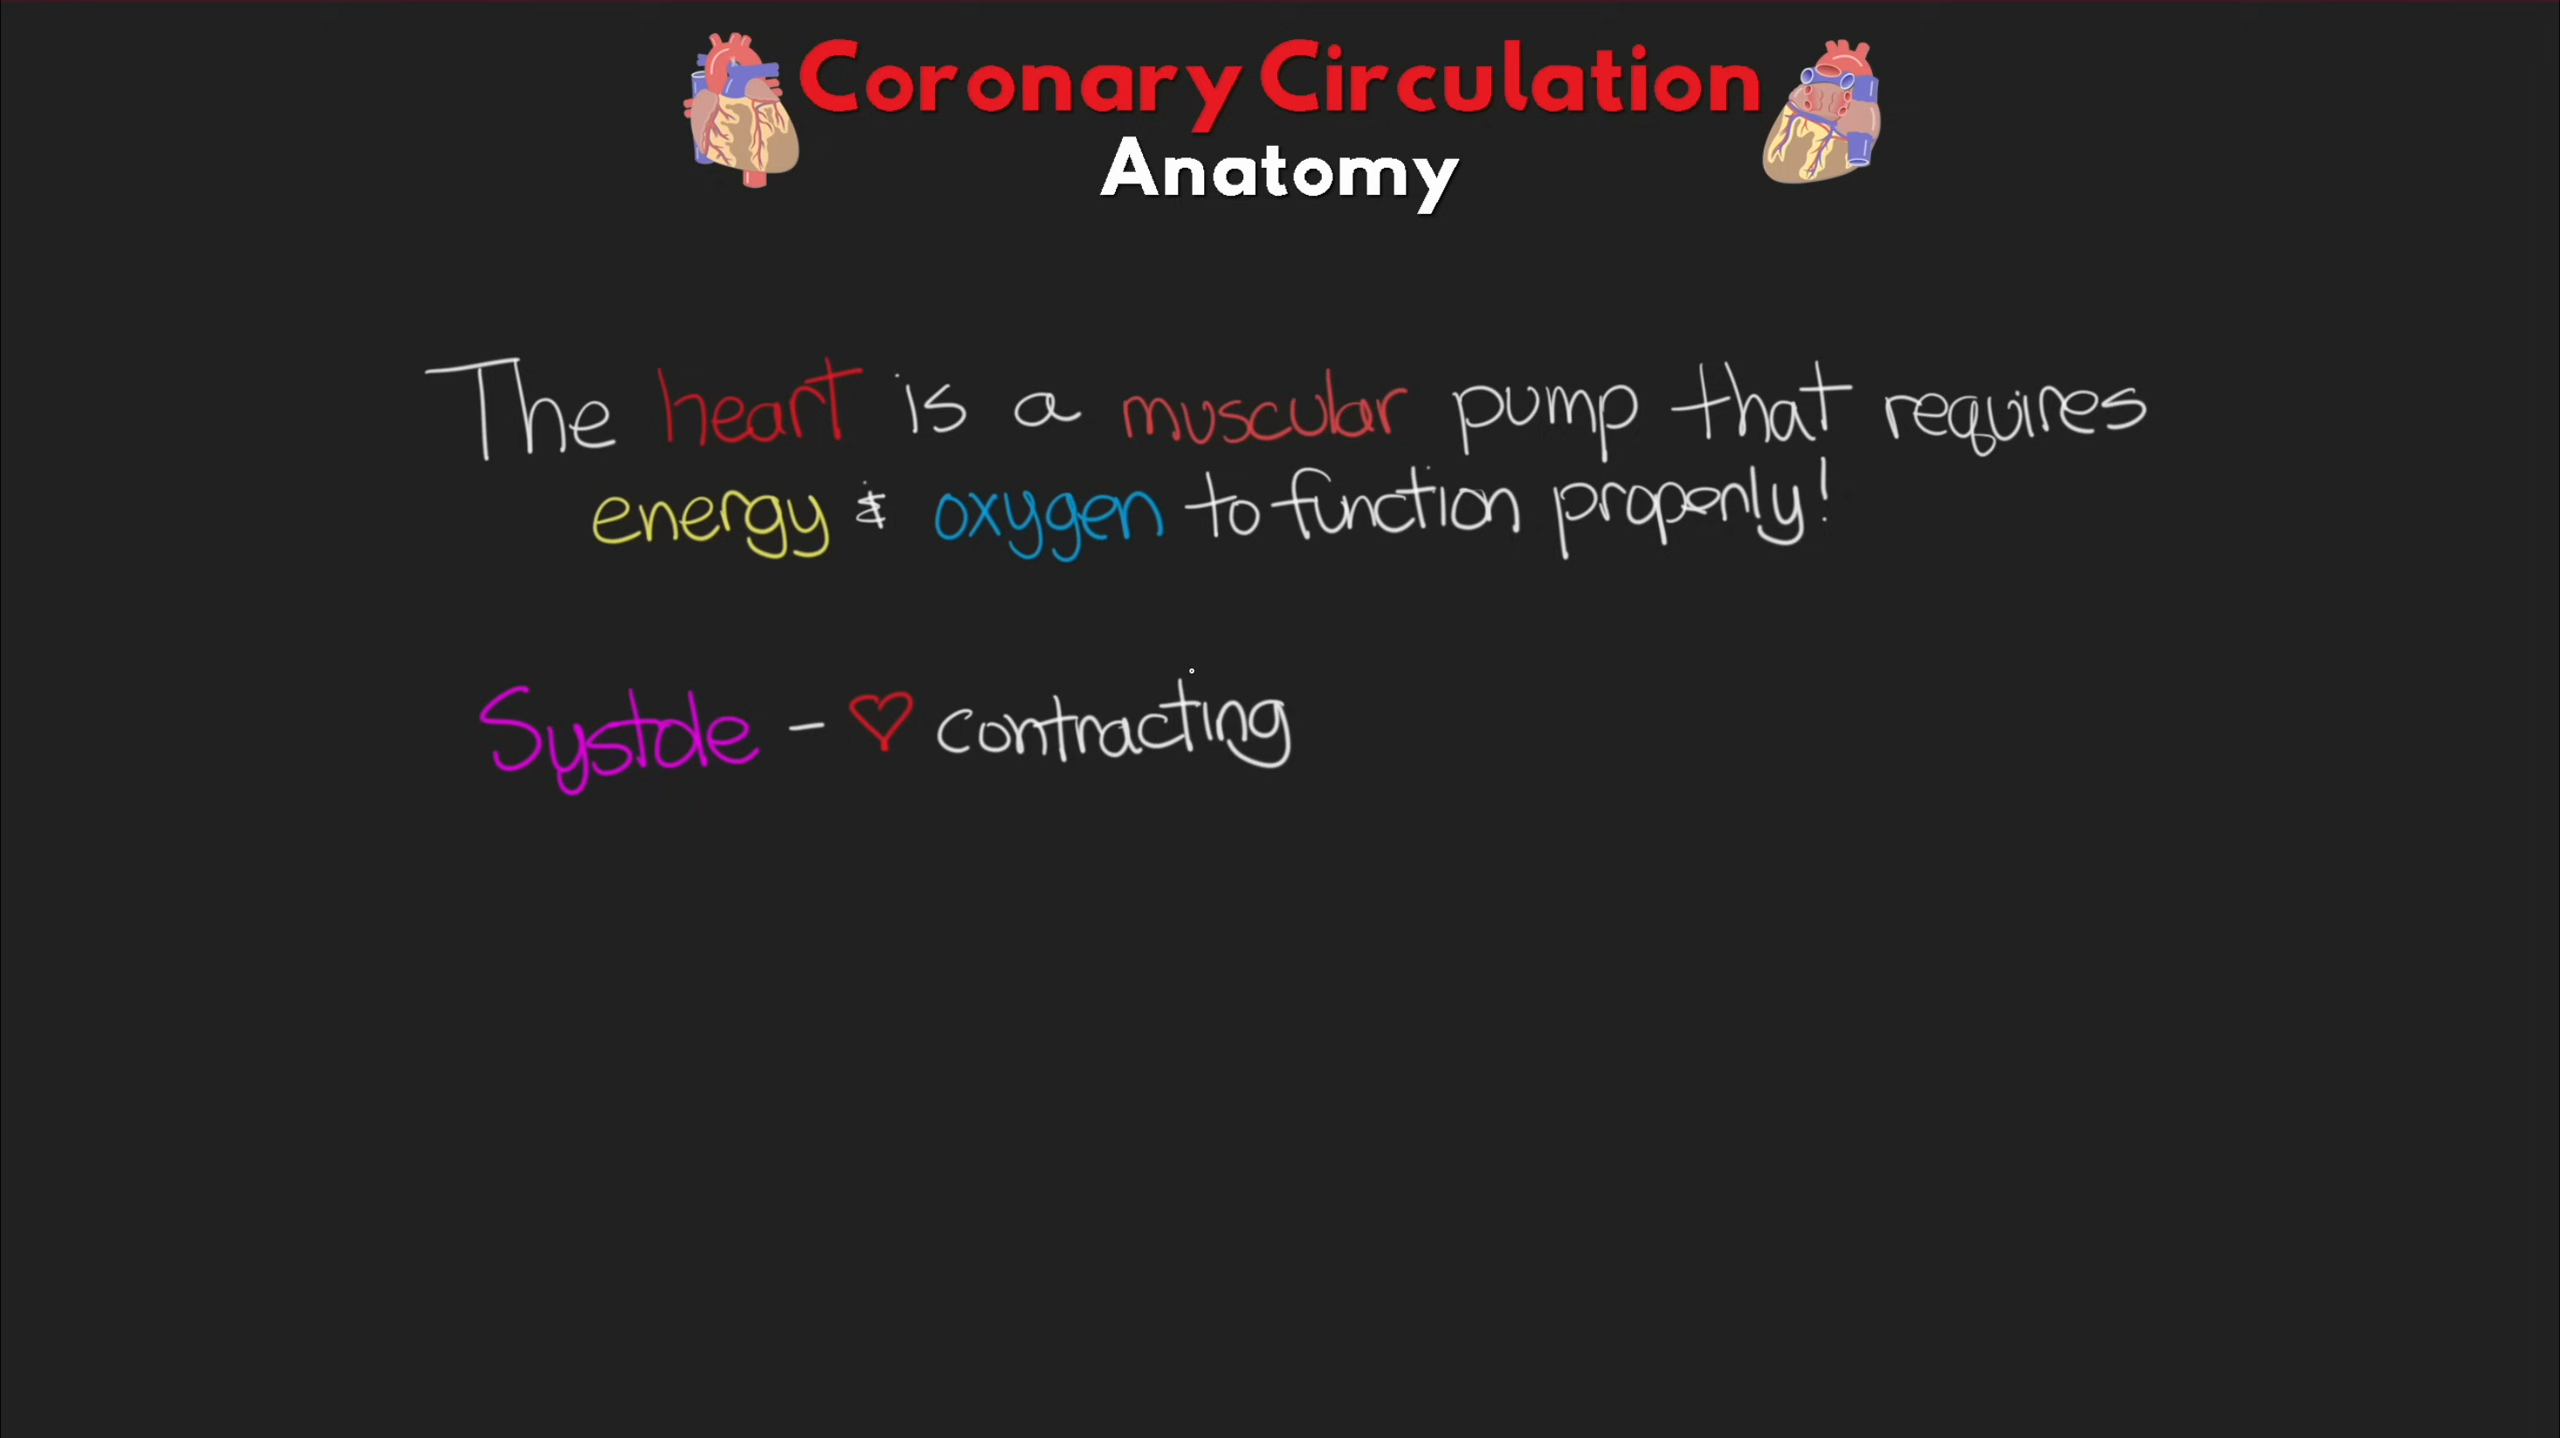 Coronary Circulation
Anatomy
The heart is a muscular pump that requires
energy & oxygen to function properly!
Systole - ♡ contracting